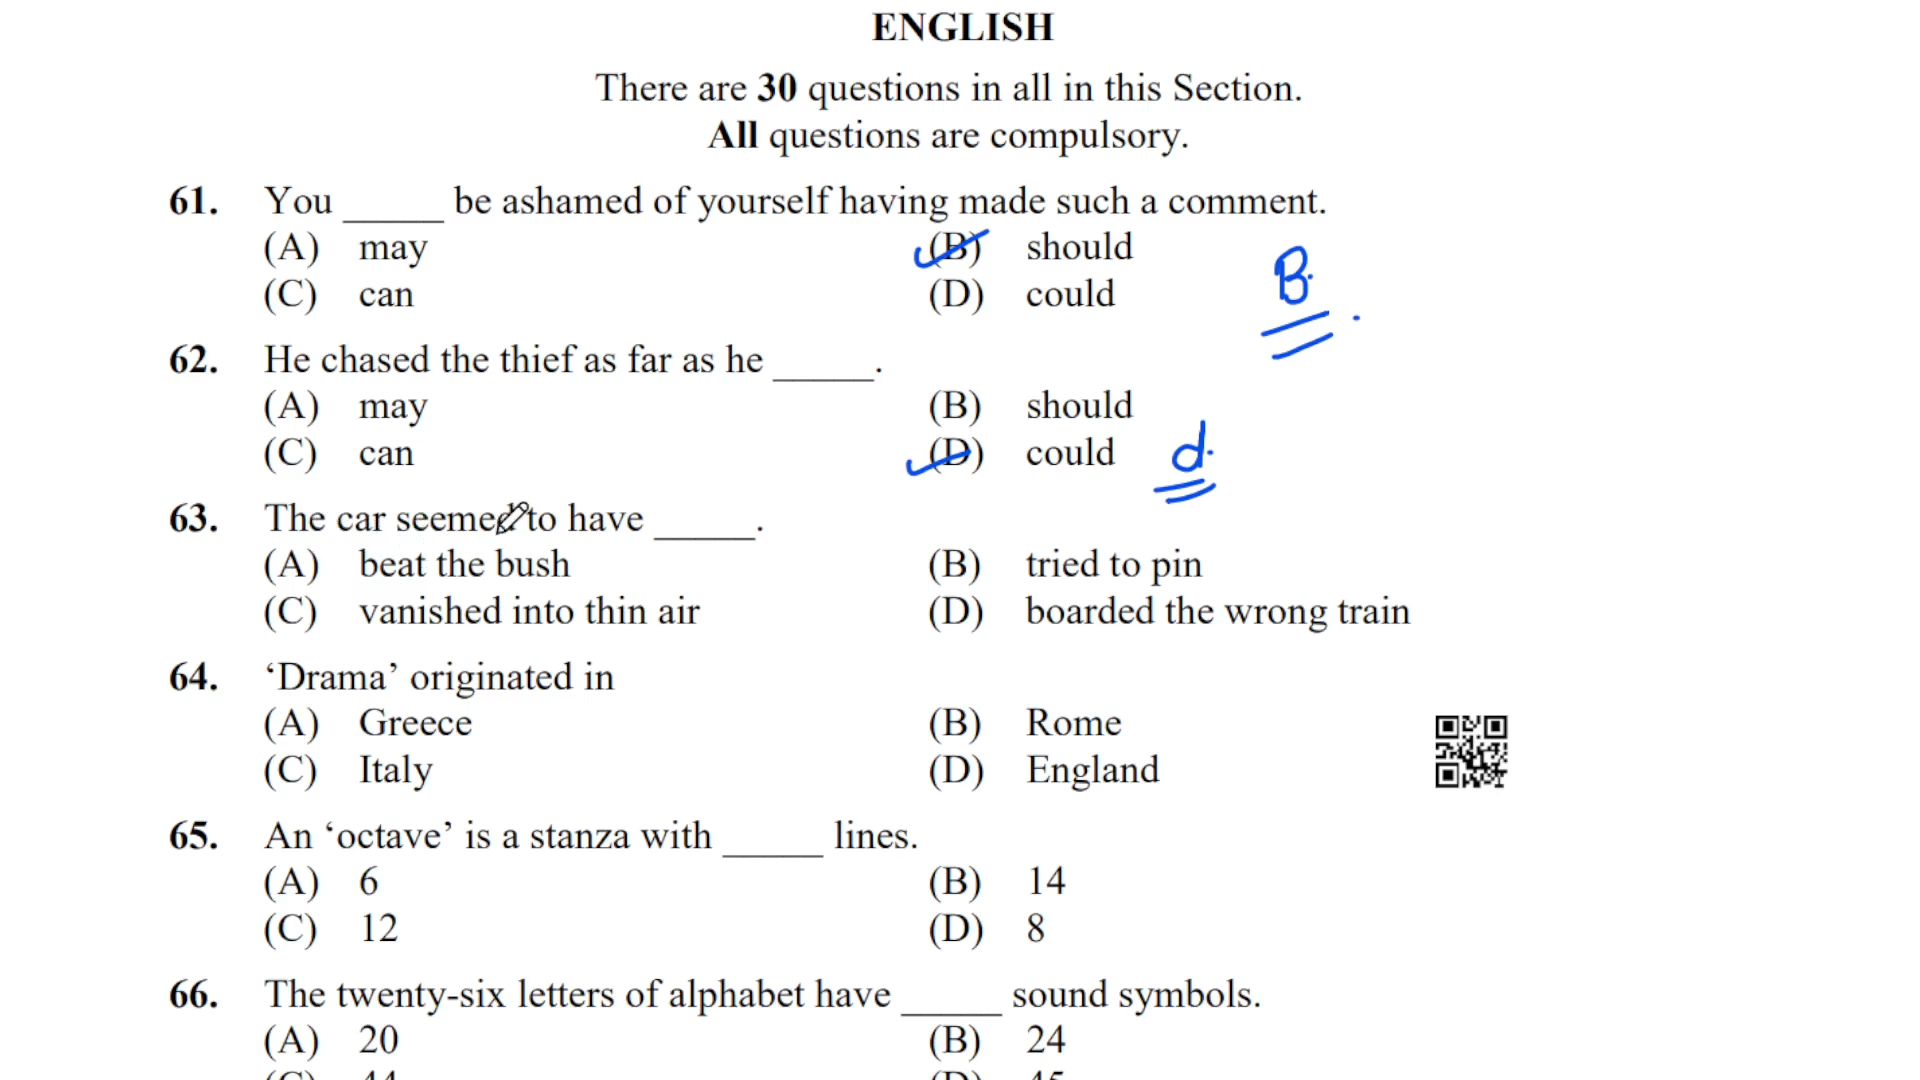 ENGLISH
There are 30 questions in all in this Section.
All questions are compulsory.
61. You _____ be ashamed of yourself having made such a comment.
(A) may (B) should
(C) can (D) could
B.
62. He chased the thief as far as he _____.
(A) may (B) should
(C) can (D) could d.
63. The car seemed to have _____.
(A) beat the bush (B) tried to pin
(C) vanished into thin air (D) boarded the wrong train
64. ‘Drama’ originated in
(A) Greece (B) Rome
(C) Italy (D) England
65. An ‘octave’ is a stanza with _____ lines.
(A) 6 (B) 14
(C) 12 (D) 8
66. The twenty-six letters of alphabet have _____ sound symbols.
(A) 20 (B) 24
(C) 44 (D) 45